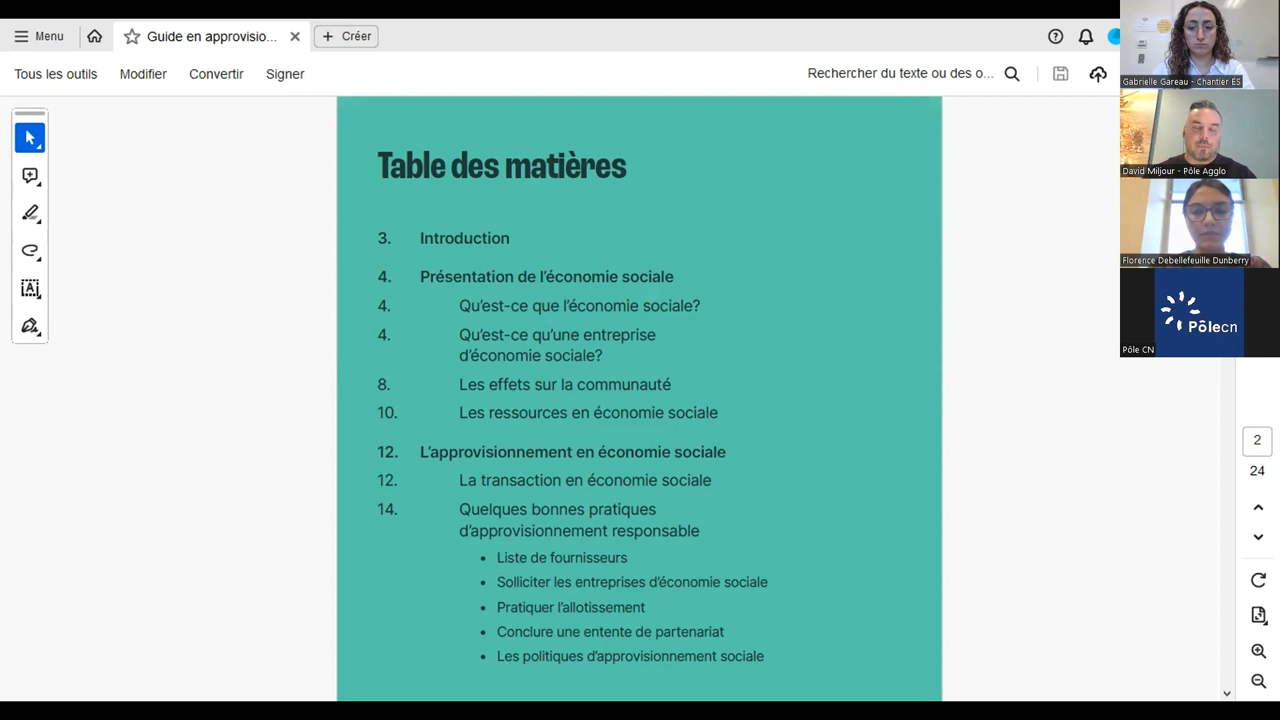 Menu
Guide en approvisio...
Créer
Tous les outils
Modifier
Convertir
Signer
Rechercher du texte ou des o...
Table des matières
3. Introduction
4. Présentation de l'économie sociale
4. Qu'est-ce que l'économie sociale?
4. Qu'est-ce qu'une entreprise
d'économie sociale?
8. Les effets sur la communauté
10. Les ressources en économie sociale
12. L'approvisionnement en économie sociale
12. La transaction en économie sociale
14. Quelques bonnes pratiques
d'approvisionnement responsable
• Liste de fournisseurs
• Solliciter les entreprises d'économie sociale
• Pratiquer l'allotissement
• Conclure une entente de partenariat
• Les politiques d'approvisionnement sociale
Gabrielle Gareau - Chantier ÉS
David Miljour - Pôle Agglo
Florence Debellefeuille Dunberry
Pôlecn
Pôle CN
2
24